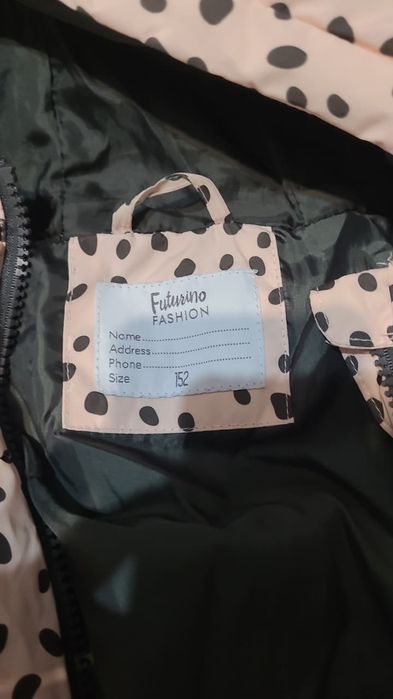 Futurino
FASHION
Name
Address
Phone
Size 152